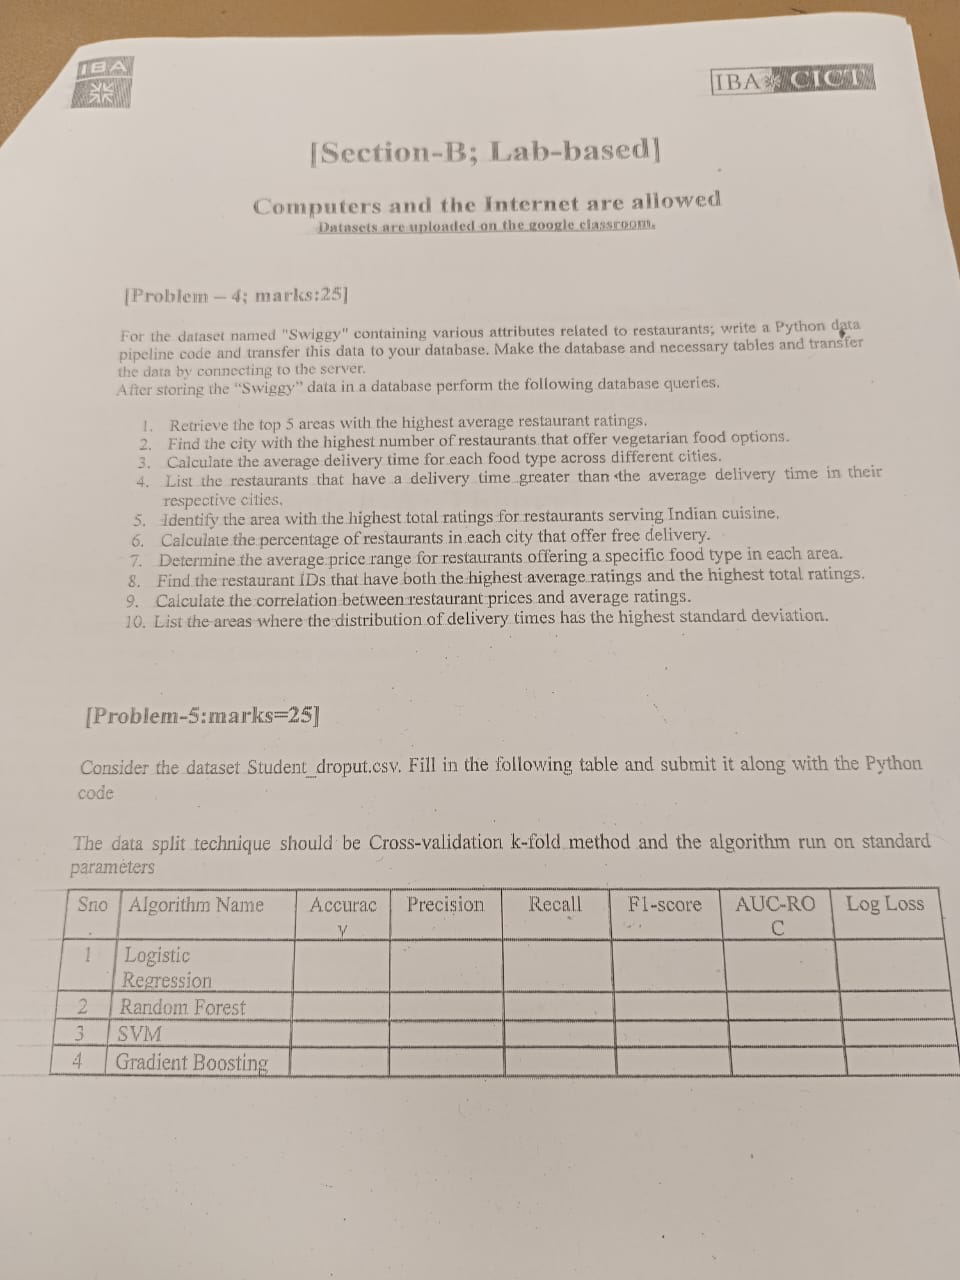 IBA
IBA CICT
[Section-B; Lab-based]
Computers and the Internet are allowed
Datasets are uploaded on the google classroom.
[Problem – 4; marks:25]
For the dataset named "Swiggy" containing various attributes related to restaurants; write a Python data
pipeline code and transfer this data to your database. Make the database and necessary tables and transfer
the data by connecting to the server.
After storing the “Swiggy” data in a database perform the following database queries.
1. Retrieve the top 5 areas with the highest average restaurant ratings.
2. Find the city with the highest number of restaurants that offer vegetarian food options.
3. Calculate the average delivery time for each food type across different cities.
4. List the restaurants that have a delivery time greater than the average delivery time in their
respective cities.
5. Identify the area with the highest total ratings for restaurants serving Indian cuisine.
6. Calculate the percentage of restaurants in each city that offer free delivery.
7. Determine the average price range for restaurants offering a specific food type in each area.
8. Find the restaurant IDs that have both the highest average ratings and the highest total ratings.
9. Calculate the correlation between restaurant prices and average ratings.
10. List the areas where the distribution of delivery times has the highest standard deviation.
[Problem-5:marks=25]
Consider the dataset Student_droput.csv. Fill in the following table and submit it along with the Python
code
The data split technique should be Cross-validation k-fold method and the algorithm run on standard
parameters
Sno Algorithm Name Accurac Precision Recall F1-score AUC-RO Log Loss
. y C
1 Logistic
Regression
2 Random Forest
3 SVM
4 Gradient Boosting